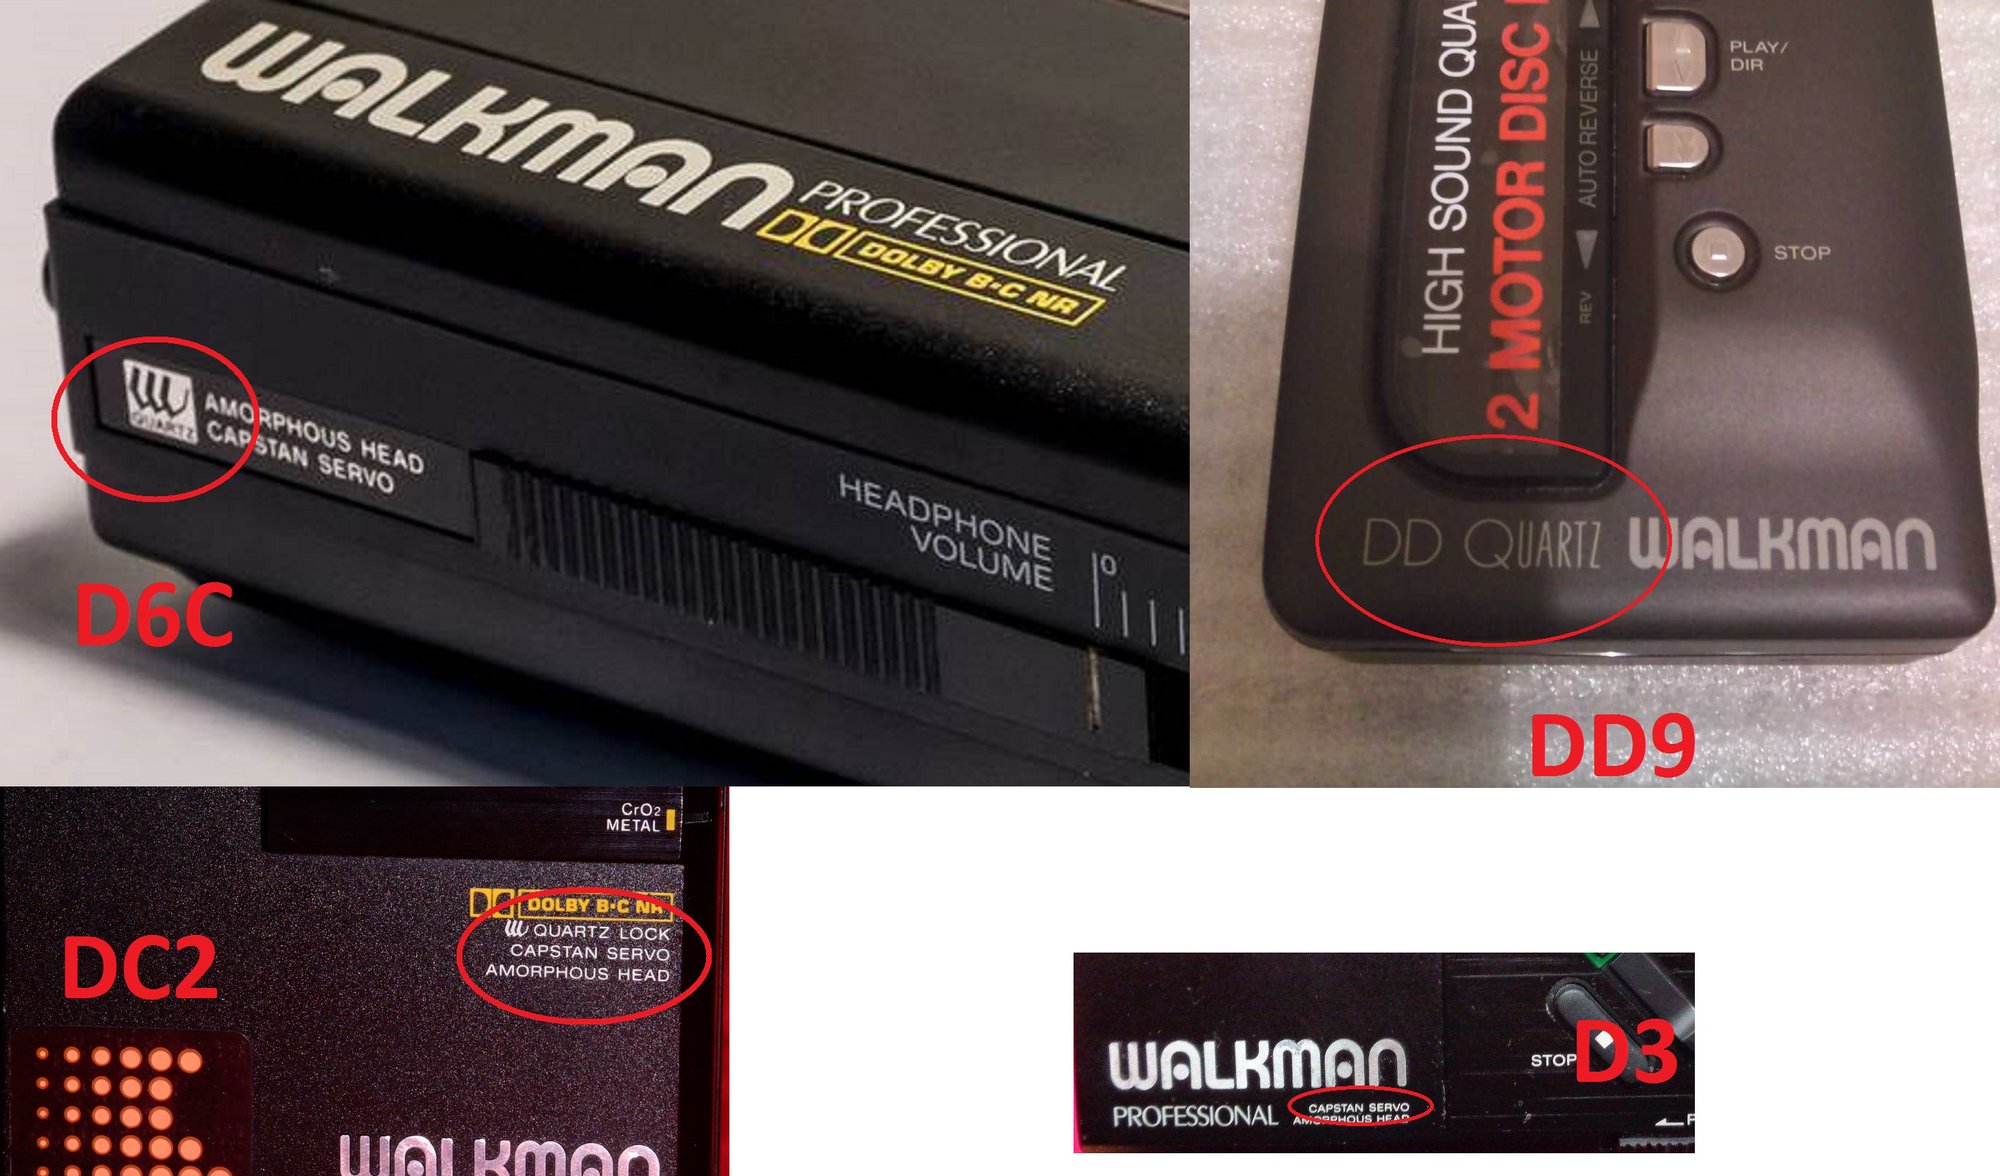 WALKMAN
PROFESSIONAL
DOLBY B·C NR
QUARTZ
AMORPHOUS HEAD
CAPSTAN SERVO
HEADPHONE
VOLUME
0
D6C
HIGH SOUND QUA
2 MOTOR DISC
REV AUTO REVERSE
PLAY/
DIR
STOP
DD QUARTZ WALKMAN
DD9
CrO2
METAL
DOLBY B·C NR
QUARTZ LOCK
CAPSTAN SERVO
AMORPHOUS HEAD
DC2
WALKMAN
WALKMAN
PROFESSIONAL
CAPSTAN SERVO
AMORPHOUS HEAD
STOP
D3